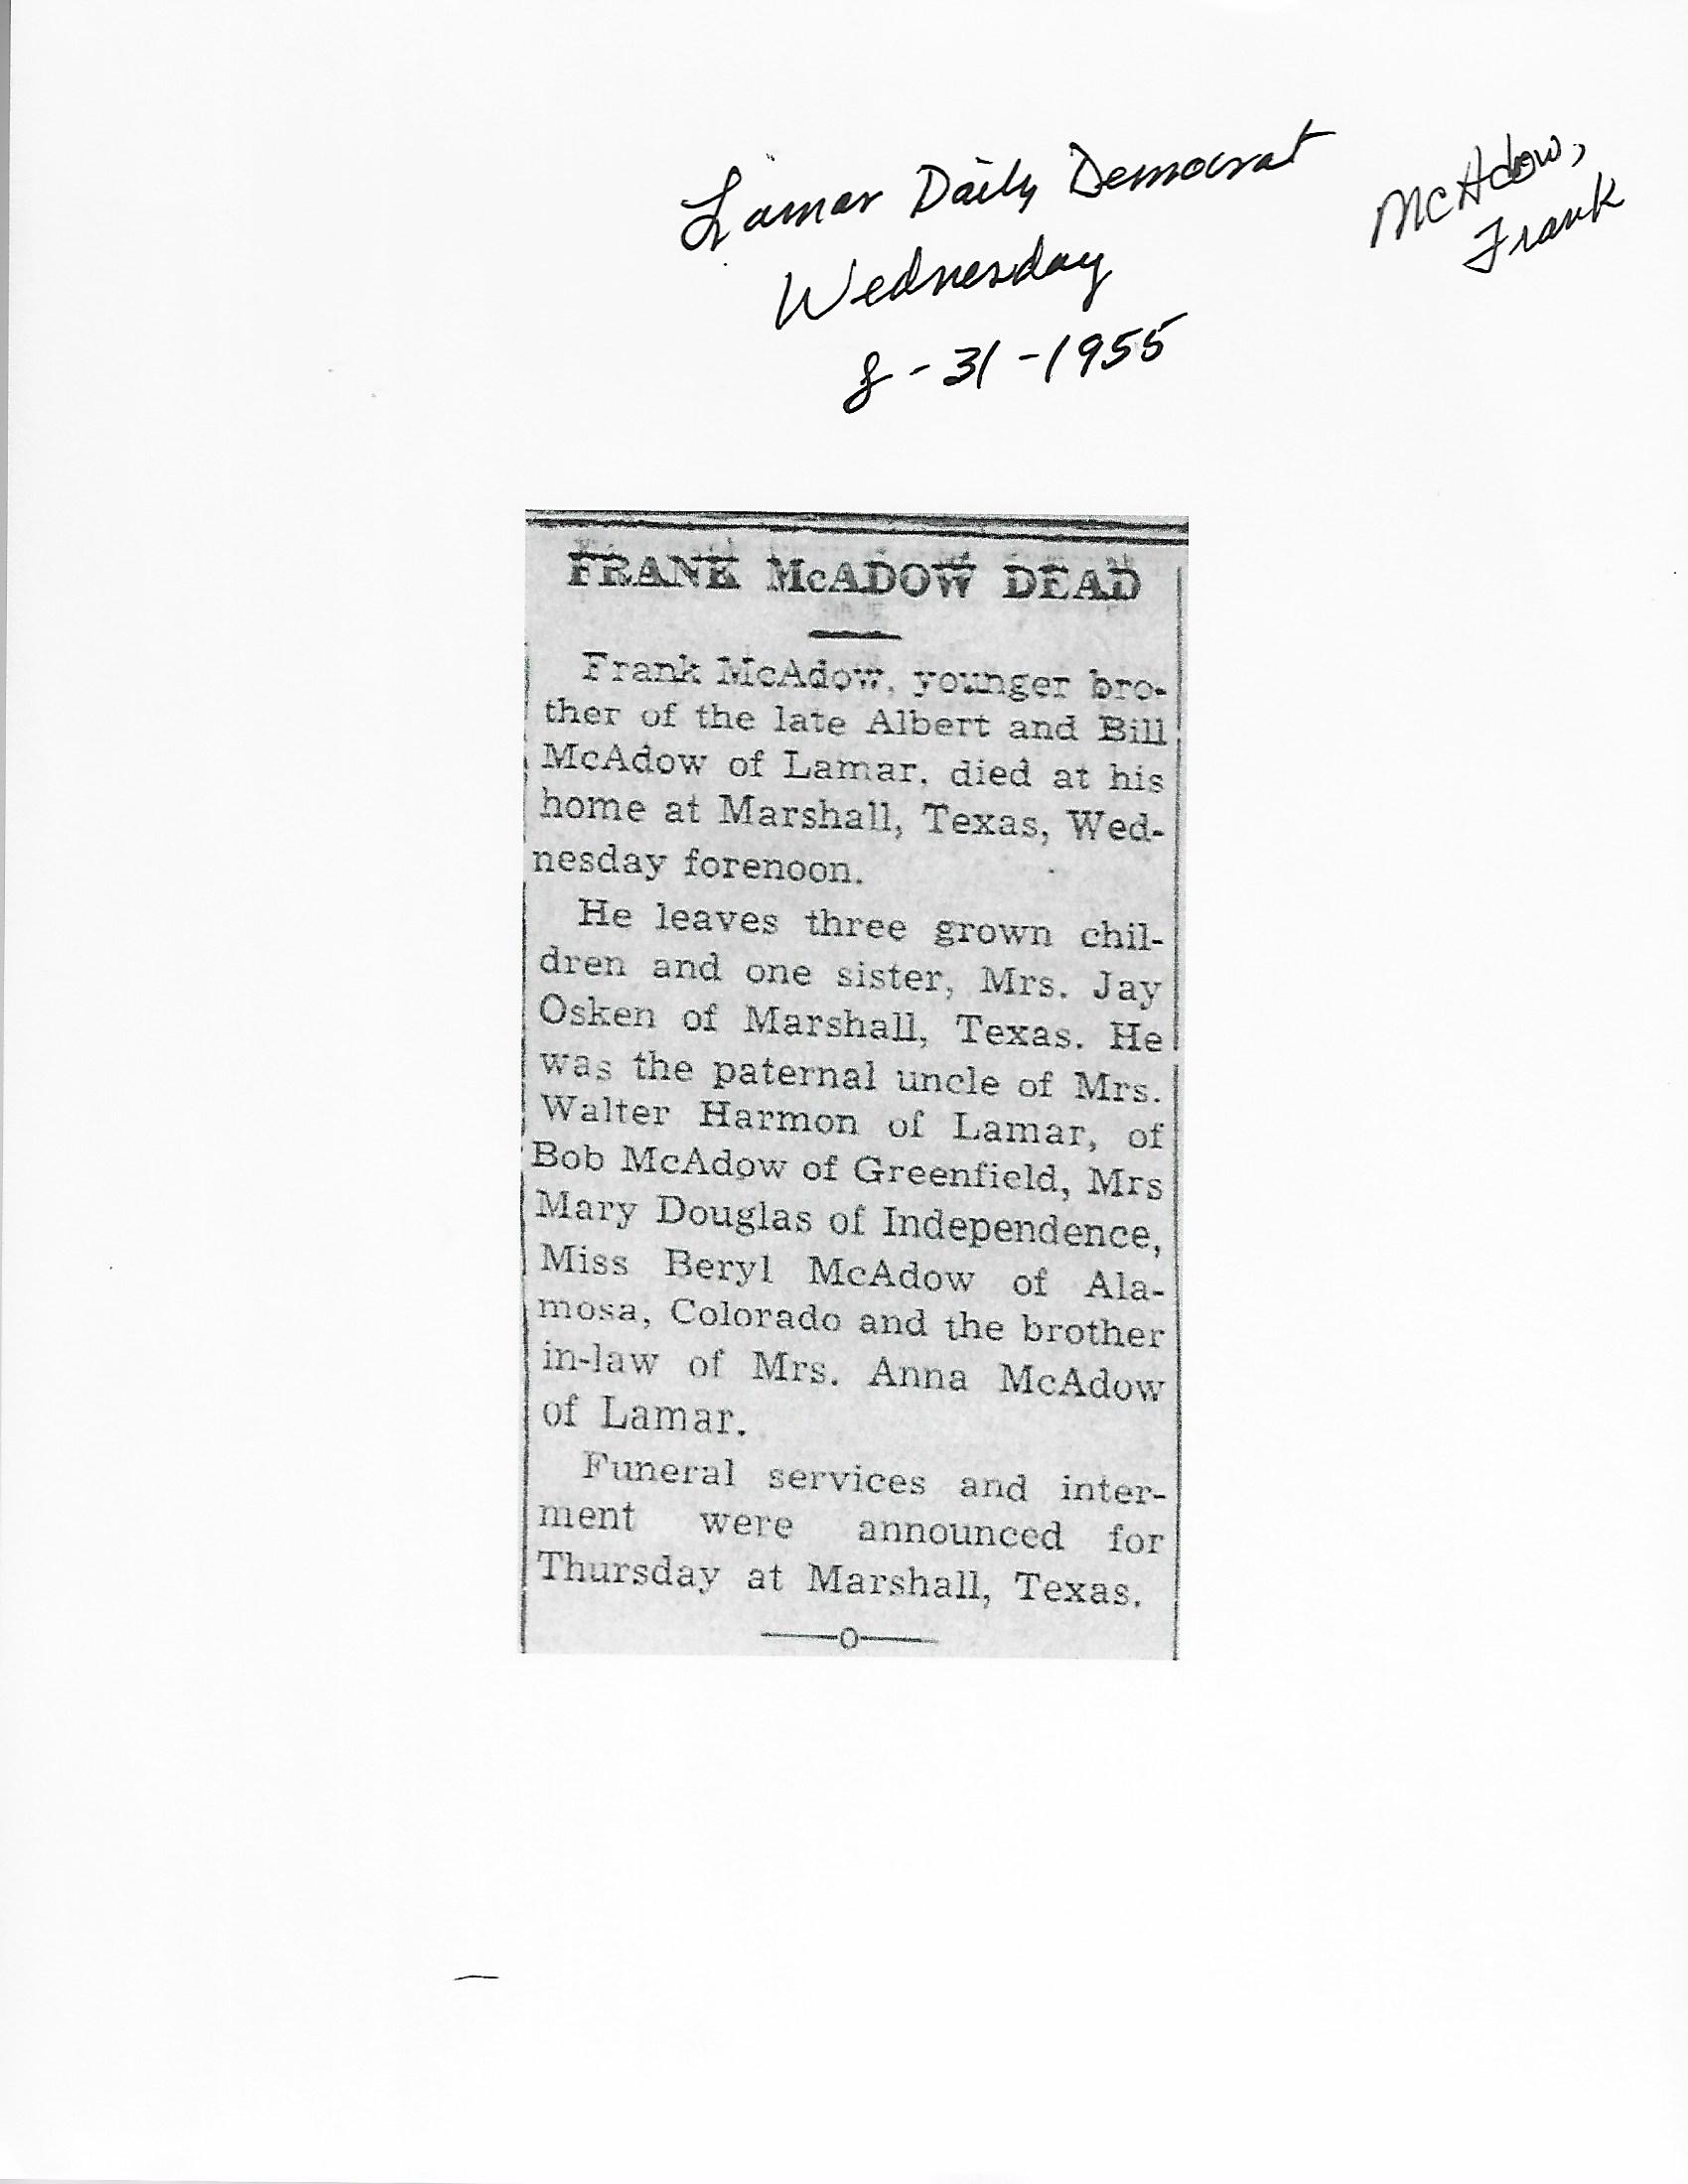 Lamar Daily Democrat
Wednesday
8-31-1955
McAdow,
Frank
FRANK McADOW DEAD
Frank McAdow, younger bro-
ther of the late Albert and Bill
McAdow of Lamar, died at his
home at Marshall, Texas, Wed-
nesday forenoon.
He leaves three grown chil-
dren and one sister, Mrs. Jay
Osken of Marshall, Texas. He
was the paternal uncle of Mrs.
Walter Harmon of Lamar, of
Bob McAdow of Greenfield, Mrs
Mary Douglas of Independence,
Miss Beryl McAdow of Ala-
mosa, Colorado and the brother
in-law of Mrs. Anna McAdow
of Lamar.
Funeral services and inter-
ment were announced for
Thursday at Marshall, Texas.
——o——